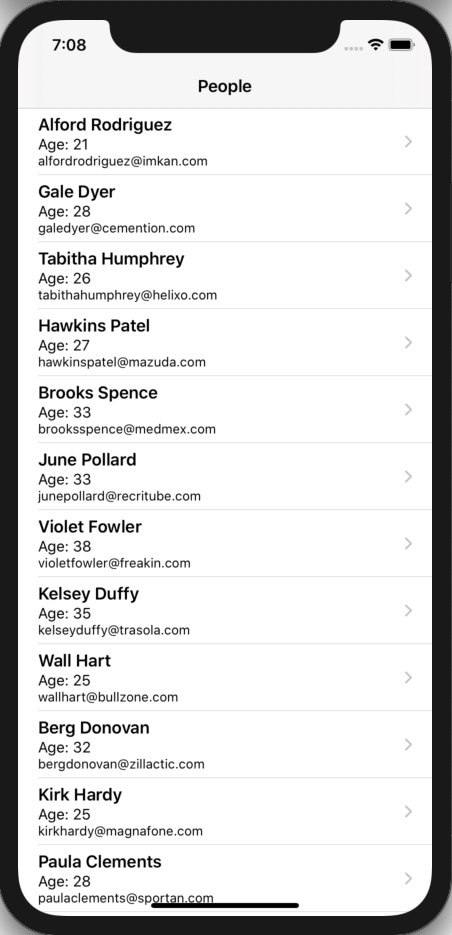 7:08
People
Alford Rodriguez
Age: 21
alfordrodriguez@imkan.com
Gale Dyer
Age: 28
galedyer@cemention.com
Tabitha Humphrey
Age: 26
tabithahumphrey@helixo.com
Hawkins Patel
Age: 27
hawkinspatel@mazuda.com
Brooks Spence
Age: 33
brooksspence@medmex.com
June Pollard
Age: 33
junepollard@recritube.com
Violet Fowler
Age: 38
violetfowler@freakin.com
Kelsey Duffy
Age: 35
kelseyduffy@trasola.com
Wall Hart
Age: 25
wallhart@bullzone.com
Berg Donovan
Age: 32
bergdonovan@zillactic.com
Kirk Hardy
Age: 25
kirkhardy@magnafone.com
Paula Clements
Age: 28
paulaclements@sportan.com